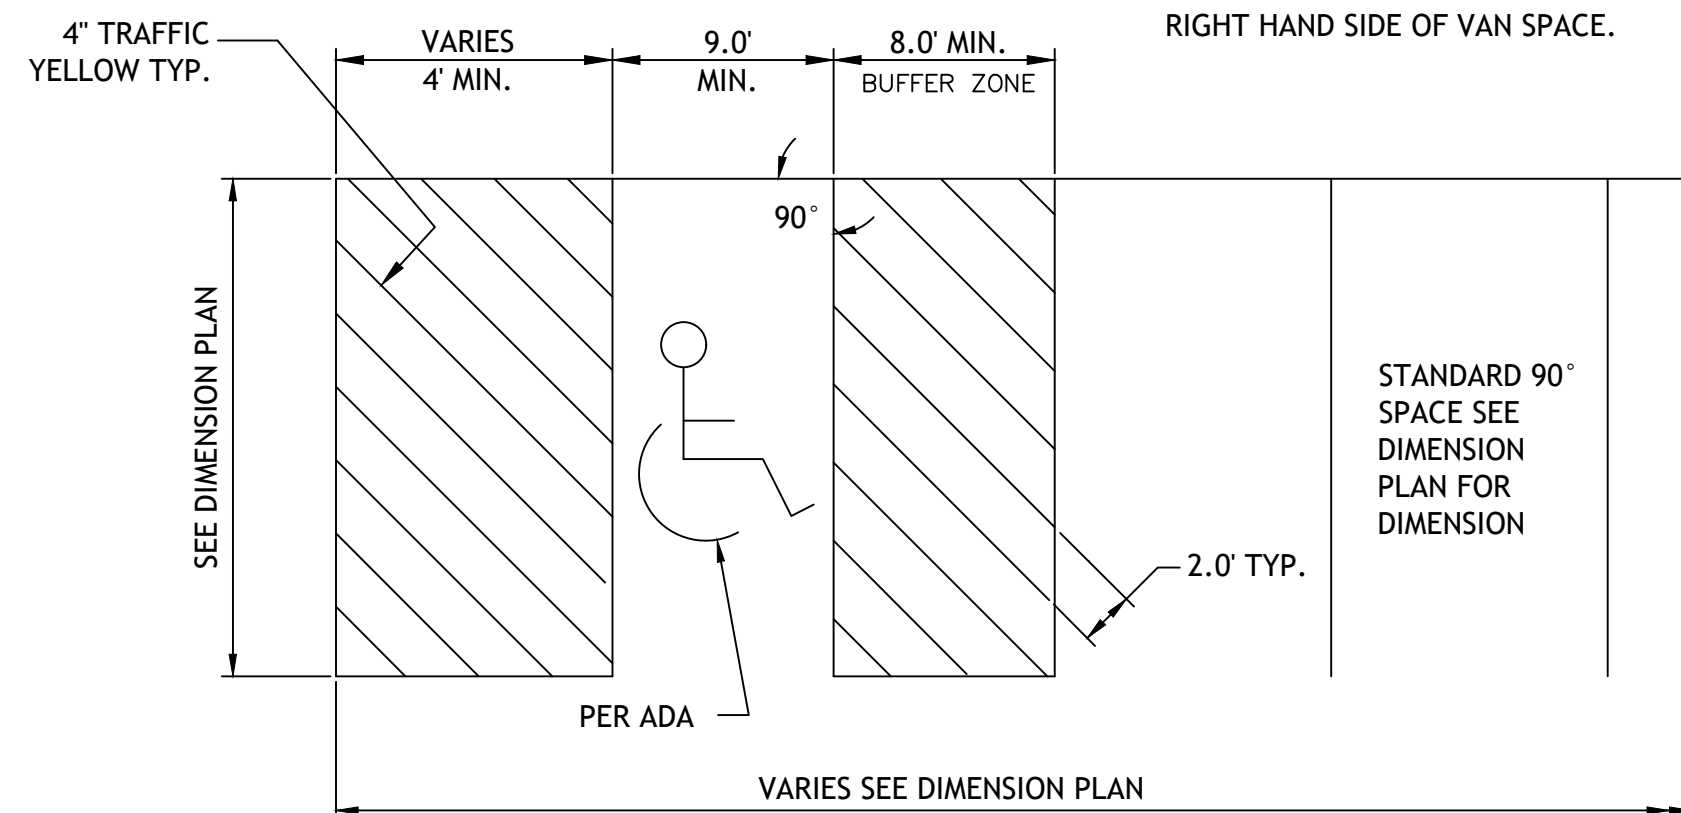 RIGHT HAND SIDE OF VAN SPACE.
4" TRAFFIC
YELLOW TYP.
VARIES
4' MIN.
9.0'
MIN.
8.0' MIN.
BUFFER ZONE
90°
SEE DIMENSION PLAN
STANDARD 90°
SPACE SEE
DIMENSION
PLAN FOR
DIMENSION
2.0' TYP.
PER ADA
VARIES SEE DIMENSION PLAN